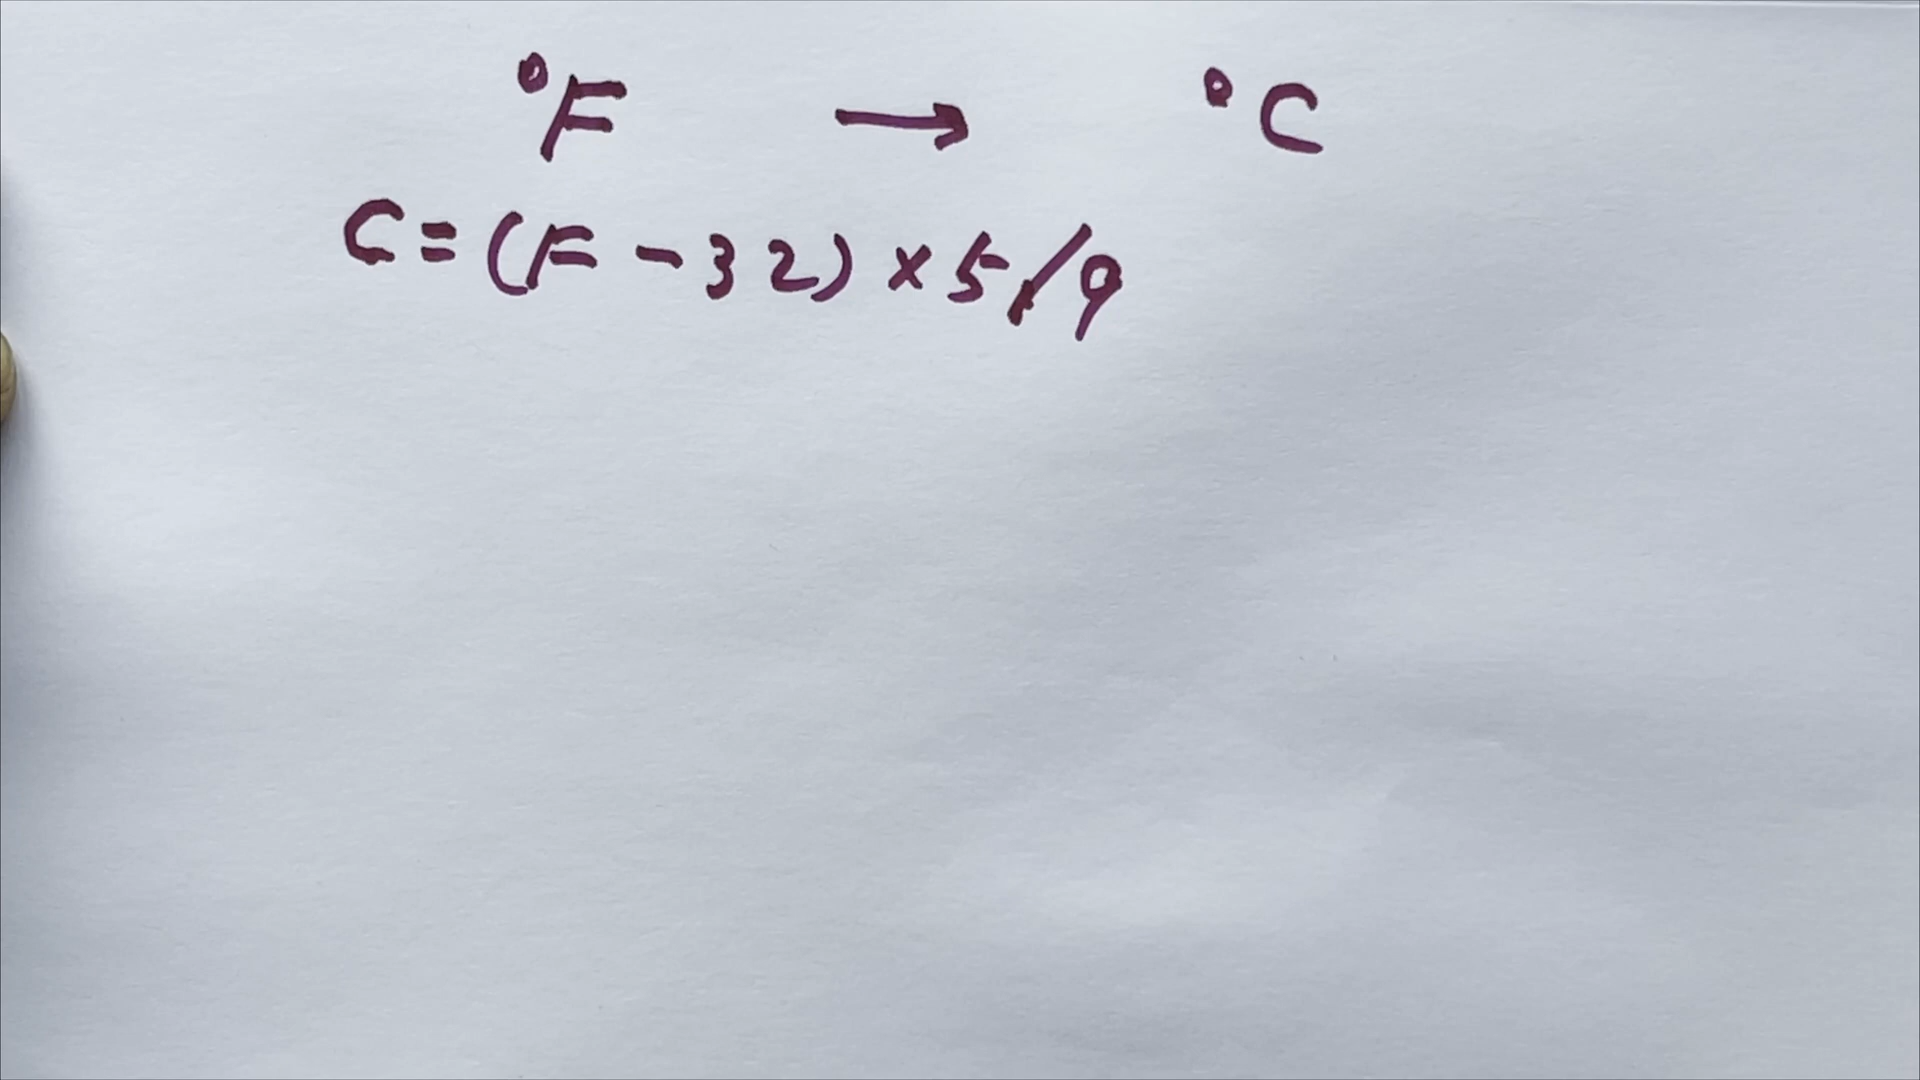 °F → °C
C = (F - 32) × 5/9